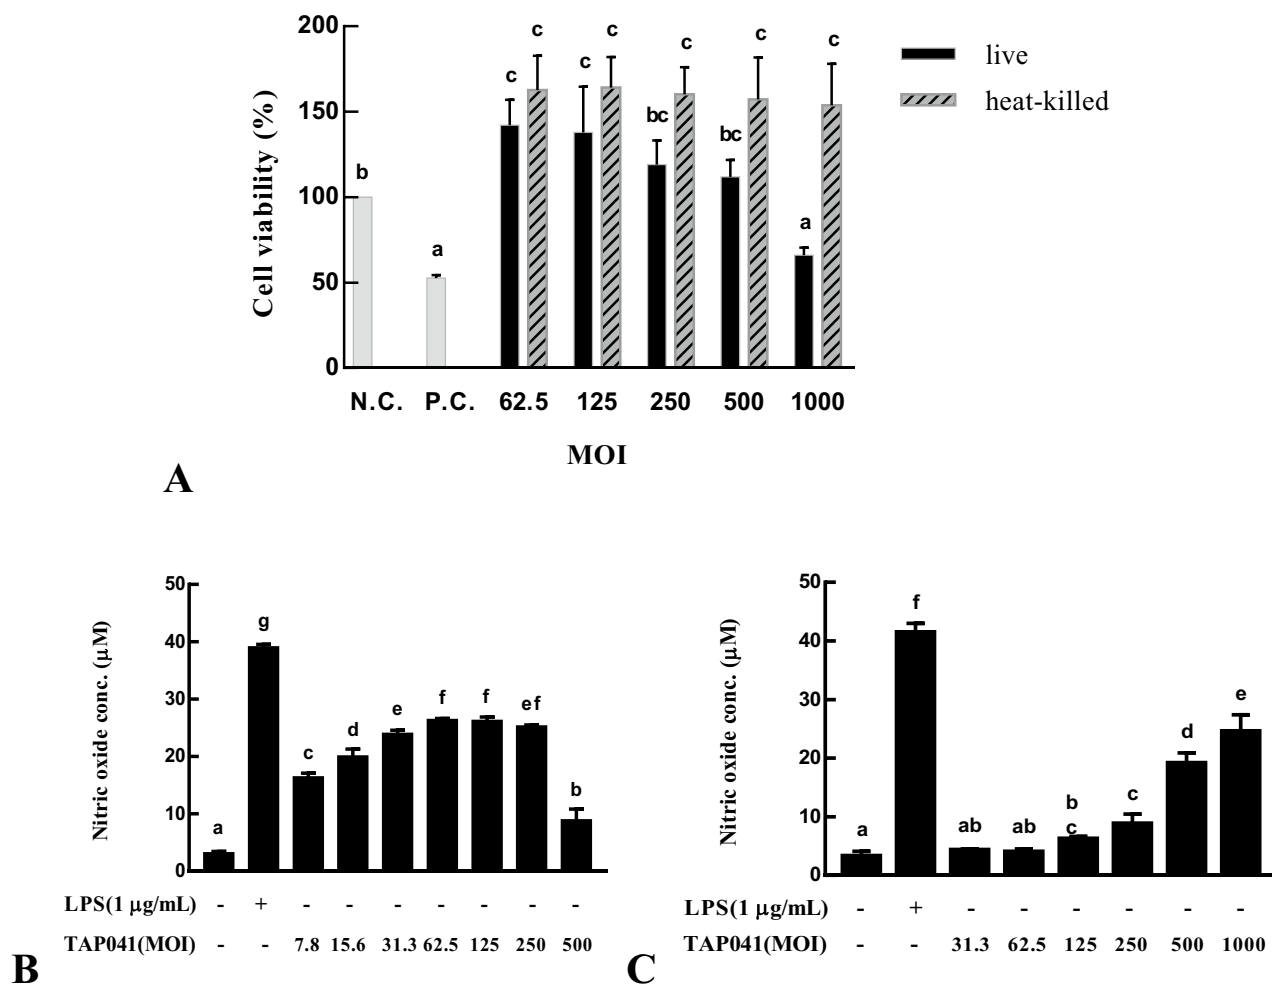 200
150
100
50
0
Cell viability (%)
b
a
c
c
c
c
bc
c
bc
c
a
c
live
heat-killed
N.C. P.C. 62.5 125 250 500 1000
MOI
A
50
40
30
20
10
0
Nitric oxide conc. (μM)
a
g
c
d
e
f
f
ef
b
LPS(1 μg/mL) - + - - - - - - -
TAP041(MOI) - - 7.8 15.6 31.3 62.5 125 250 500
B
50
40
30
20
10
0
Nitric oxide conc. (μM)
a
f
ab
ab
b
c
c
d
e
LPS(1 μg/mL) - + - - - - - -
TAP041(MOI) - - 31.3 62.5 125 250 500 1000
C